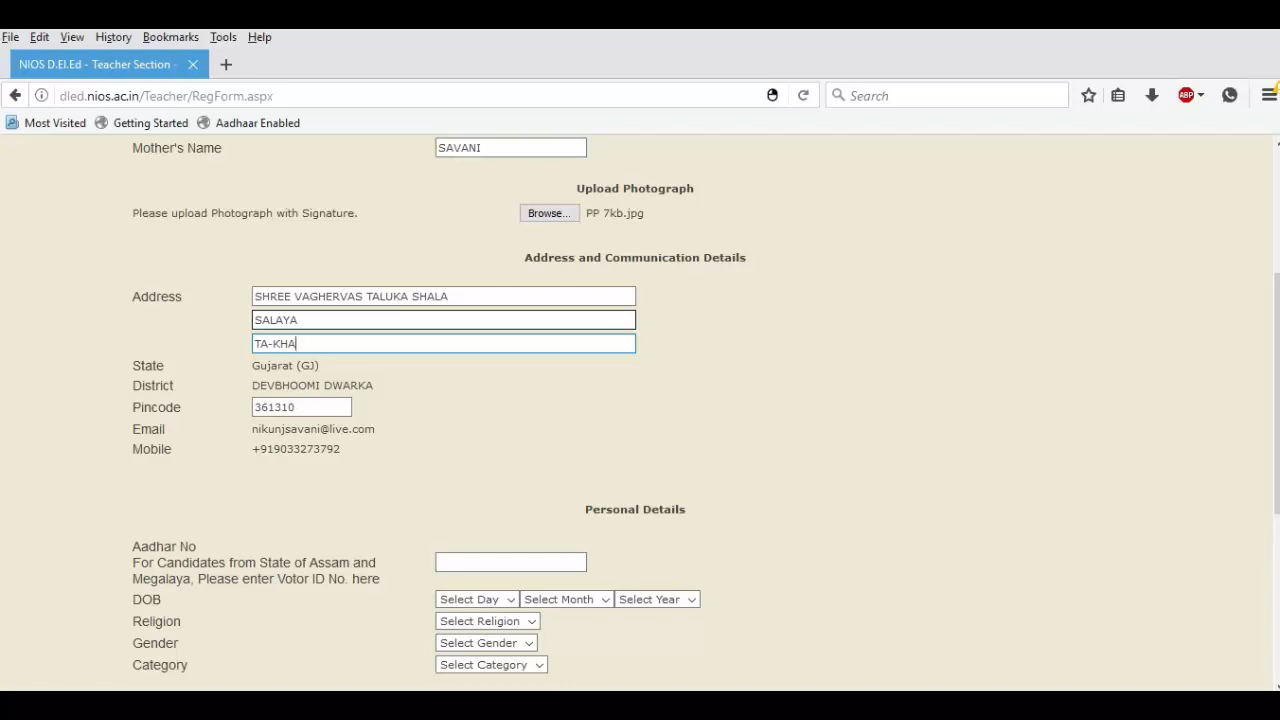 File Edit View History Bookmarks Tools Help
NIOS D.El.Ed - Teacher Section -
dled.nios.ac.in/Teacher/RegForm.aspx Search ABP
Most Visited Getting Started Aadhaar Enabled
Mother's Name SAVANI
Upload Photograph
Please upload Photograph with Signature. Browse... PP 7kb.jpg
Address and Communication Details
Address SHREE VAGHERVAS TALUKA SHALA
SALAYA
TA-KHA
State Gujarat (GJ)
District DEVBHOOMI DWARKA
Pincode 361310
Email nikunjsavani@live.com
Mobile +919033273792
Personal Details
Aadhar No
For Candidates from State of Assam and
Megalaya, Please enter Votor ID No. here
DOB Select Day Select Month Select Year
Religion Select Religion
Gender Select Gender
Category Select Category